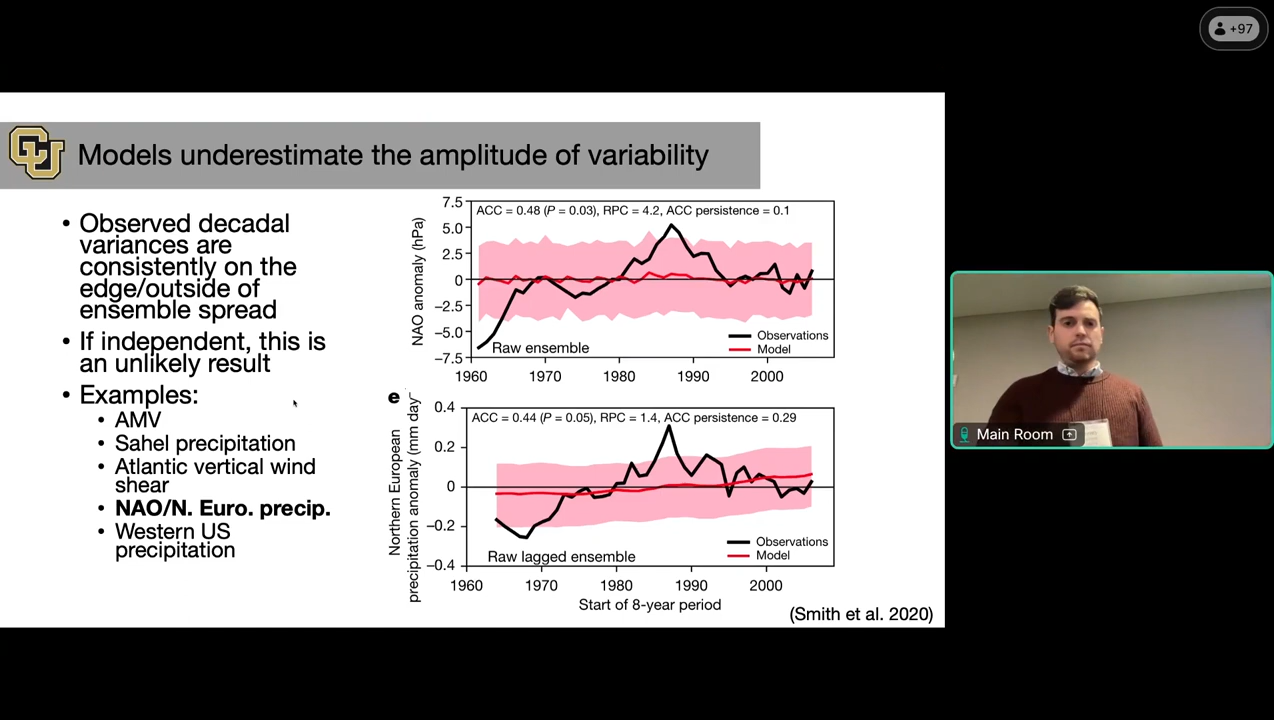 +97
CU
Models underestimate the amplitude of variability
• Observed decadal
variances are
consistently on the
edge/outside of
ensemble spread
• If independent, this is
an unlikely result
• Examples:
• AMV
• Sahel precipitation
• Atlantic vertical wind
shear
• NAO/N. Euro. precip.
• Western US
precipitation
NAO anomaly (hPa)
7.5
5.0
2.5
0
−2.5
−5.0
−7.5
ACC = 0.48 (P = 0.03), RPC = 4.2, ACC persistence = 0.1
Observations
Model
Raw ensemble
1960
1970
1980
1990
2000
e
Northern European
precipitation anomaly (mm day−
0.4
0.2
0
−0.2
−0.4
ACC = 0.44 (P = 0.05), RPC = 1.4, ACC persistence = 0.29
Observations
Model
Raw lagged ensemble
1960
1970
1980
1990
2000
Start of 8-year period
(Smith et al. 2020)
Main Room